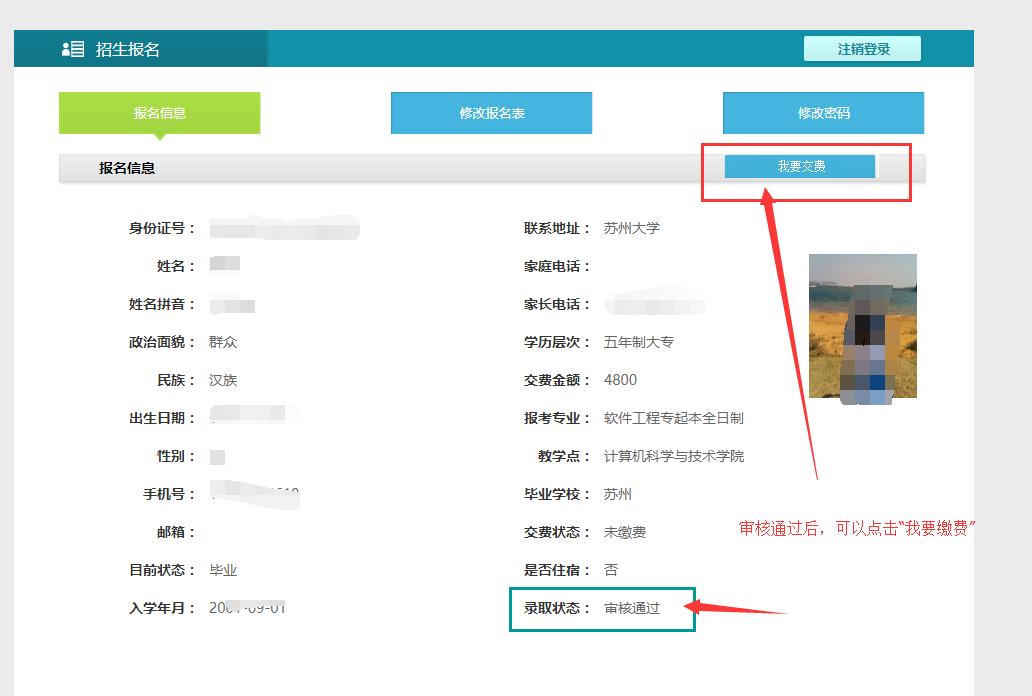 招生报名
注销登录
报名信息
修改报名表
修改密码
报名信息
我要交费
身份证号：
联系地址： 苏州大学
姓名：
家庭电话：
姓名拼音：
家长电话：
政治面貌： 群众
学历层次： 五年制大专
民族： 汉族
交费金额： 4800
出生日期：
报考专业： 软件工程专起本全日制
性别：
教学点： 计算机科学与技术学院
手机号：
毕业学校： 苏州
邮箱：
交费状态： 未缴费
审核通过后，可以点击“我要缴费”
目前状态： 毕业
是否住宿： 否
入学年月：
录取状态： 审核通过